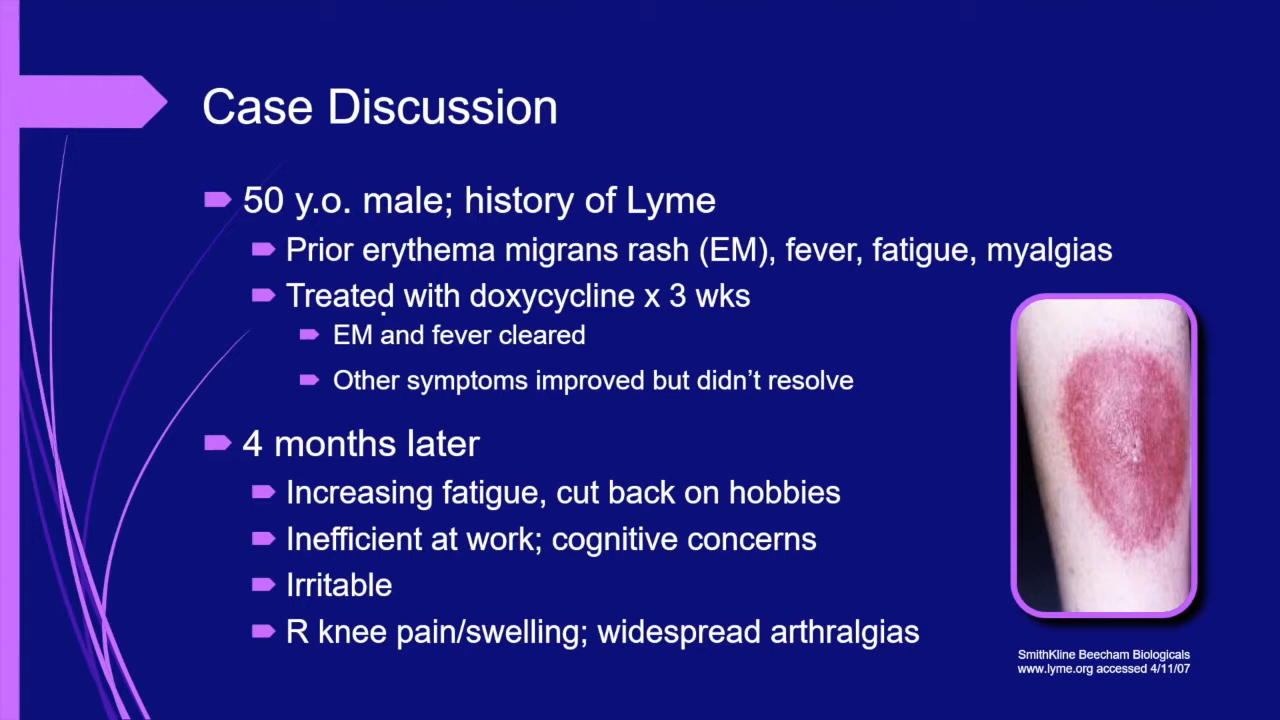 Case Discussion
50 y.o. male; history of Lyme
Prior erythema migrans rash (EM), fever, fatigue, myalgias
Treated with doxycycline x 3 wks
EM and fever cleared
Other symptoms improved but didn’t resolve
4 months later
Increasing fatigue, cut back on hobbies
Inefficient at work; cognitive concerns
Irritable
R knee pain/swelling; widespread arthralgias
SmithKline Beecham Biologicals
www.lyme.org accessed 4/11/07